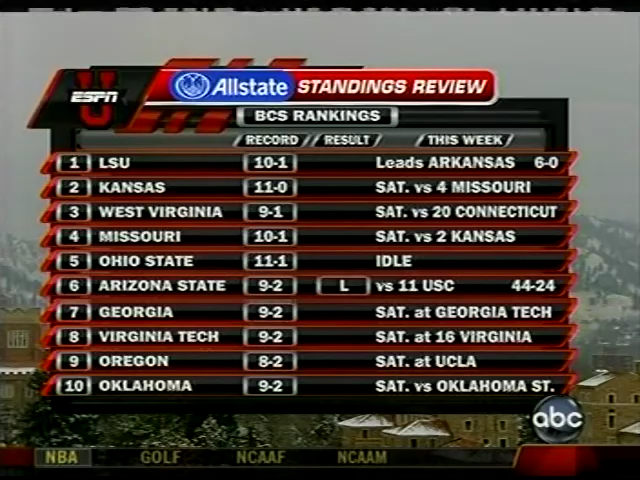 ESPN U Allstate STANDINGS REVIEW
BCS RANKINGS
RECORD RESULT THIS WEEK
1 LSU 10-1 Leads ARKANSAS 6-0
2 KANSAS 11-0 SAT. vs 4 MISSOURI
3 WEST VIRGINIA 9-1 SAT. vs 20 CONNECTICUT
4 MISSOURI 10-1 SAT. vs 2 KANSAS
5 OHIO STATE 11-1 IDLE
6 ARIZONA STATE 9-2 L vs 11 USC 44-24
7 GEORGIA 9-2 SAT. at GEORGIA TECH
8 VIRGINIA TECH 9-2 SAT. at 16 VIRGINIA
9 OREGON 8-2 SAT. at UCLA
10 OKLAHOMA 9-2 SAT. vs OKLAHOMA ST.
abc
NBA GOLF NCAAF NCAAM